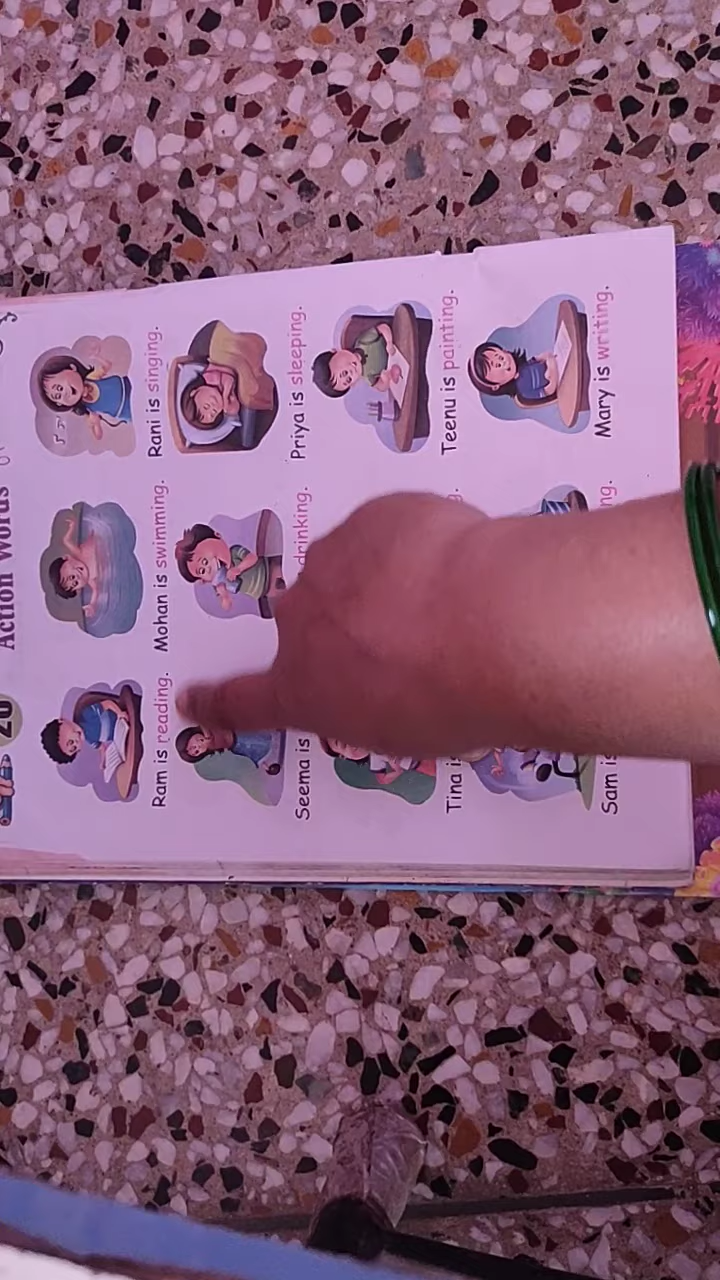 20 Action Words
Ram is reading. Mohan is swimming. Rani is singing.
Seema is drinking. Priya is sleeping.
Tina Teenu is painting.
Sam is Mary is writing.